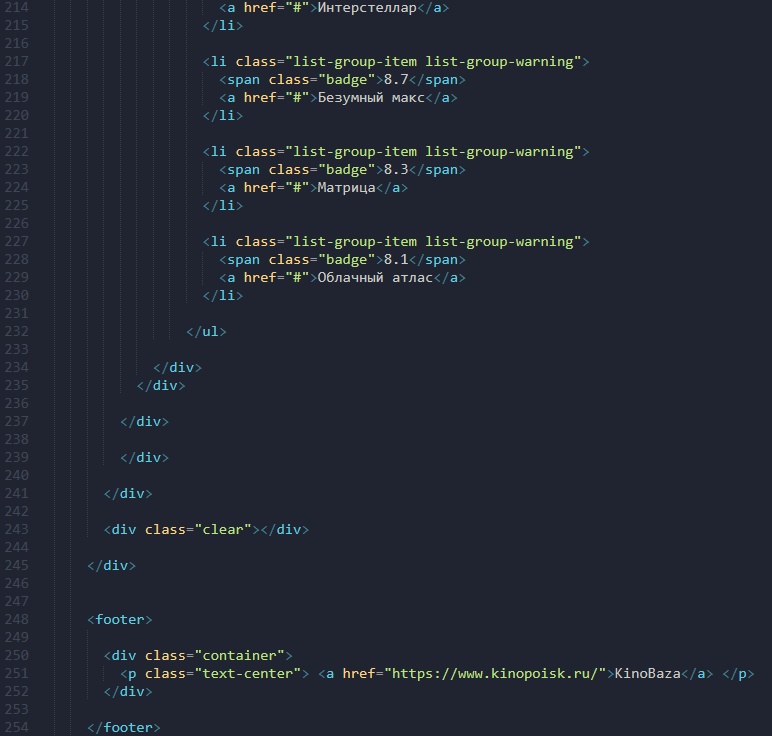 214 <a href="#">Интерстеллар</a>
215 </li>
216
217 <li class="list-group-item list-group-warning">
218 <span class="badge">8.7</span>
219 <a href="#">Безумный макс</a>
220 </li>
221
222 <li class="list-group-item list-group-warning">
223 <span class="badge">8.3</span>
224 <a href="#">Матрица</a>
225 </li>
226
227 <li class="list-group-item list-group-warning">
228 <span class="badge">8.1</span>
229 <a href="#">Облачный атлас</a>
230 </li>
231
232 </ul>
233
234 </div>
235 </div>
236
237 </div>
238
239 </div>
240
241 </div>
242
243 <div class="clear"></div>
244
245 </div>
246
247
248 <footer>
249
250 <div class="container">
251 <p class="text-center"> <a href="https://www.kinopoisk.ru/">KinoBaza</a> </p>
252 </div>
253
254 </footer>